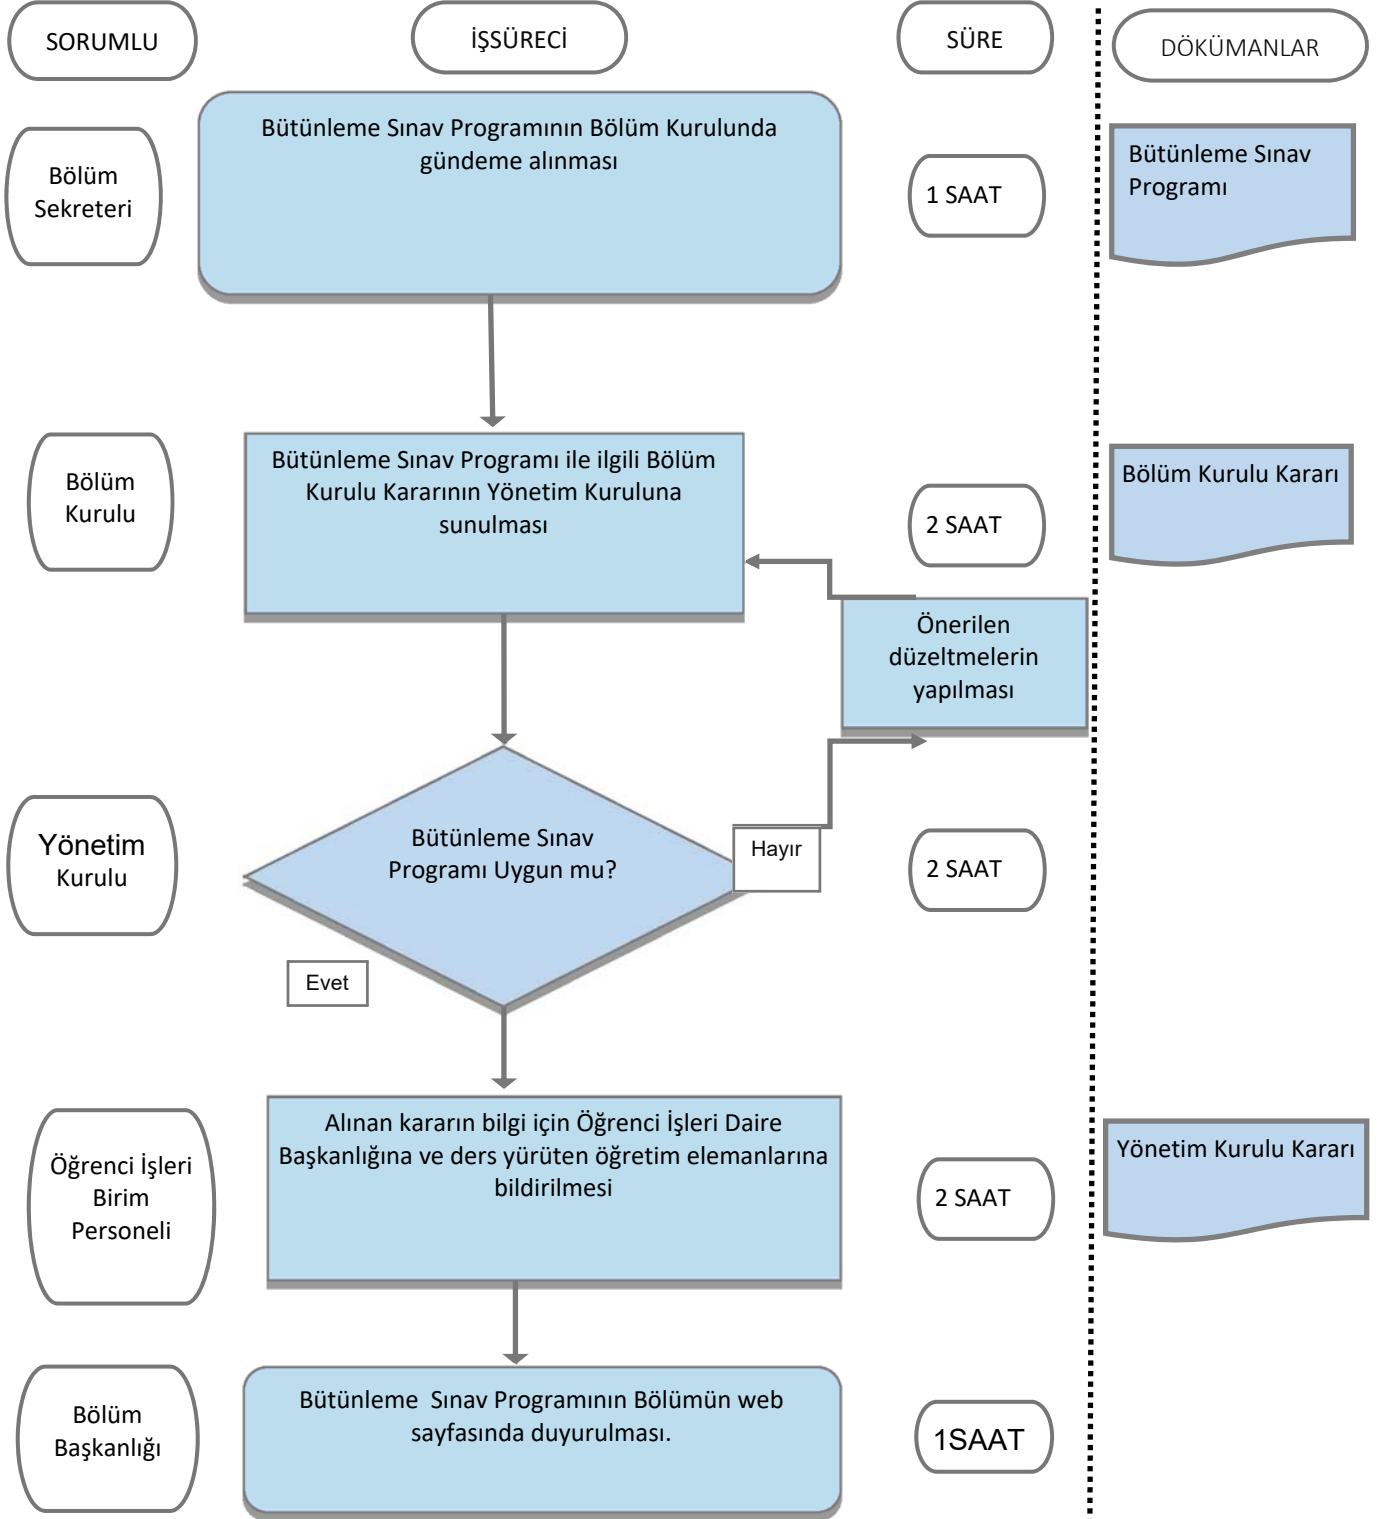 SORUMLU
İŞSÜRECİ
SÜRE
DÖKÜMANLAR
Bölüm
Sekreteri
Bütünleme Sınav Programının Bölüm Kurulunda
gündeme alınması
1 SAAT
Bütünleme Sınav
Programı
Bölüm
Kurulu
Bütünleme Sınav Programı ile ilgili Bölüm
Kurulu Kararının Yönetim Kuruluna
sunulması
2 SAAT
Bölüm Kurulu Kararı
Önerilen
düzeltmelerin
yapılması
Yönetim
Kurulu
Bütünleme Sınav
Programı Uygun mu?
Hayır
2 SAAT
Evet
Öğrenci İşleri
Birim
Personeli
Alınan kararın bilgi için Öğrenci İşleri Daire
Başkanlığına ve ders yürüten öğretim elemanlarına
bildirilmesi
2 SAAT
Yönetim Kurulu Kararı
Bölüm
Başkanlığı
Bütünleme  Sınav Programının Bölümün web
sayfasında duyurulması.
1SAAT